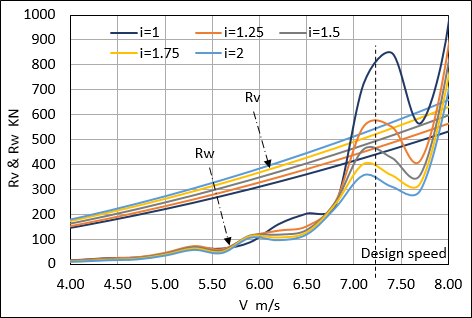 1000
900
800
700
600
500
400
300
200
100
0
Rv & Rw KN
i=1 i=1.25 i=1.5
i=1.75 i=2
Rv
Rw
Design speed
4.00 4.50 5.00 5.50 6.00 6.50 7.00 7.50 8.00
V m/s